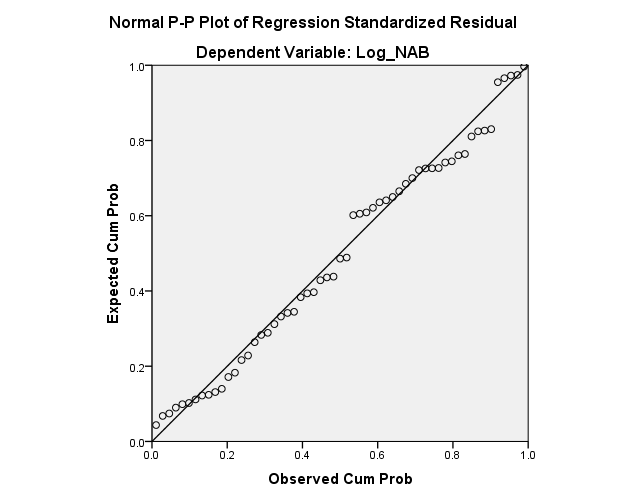 Normal P-P Plot of Regression Standardized Residual
Dependent Variable: Log_NAB
Expected Cum Prob
1.0
0.8
0.6
0.4
0.2
0.0
0.0 0.2 0.4 0.6 0.8 1.0
Observed Cum Prob